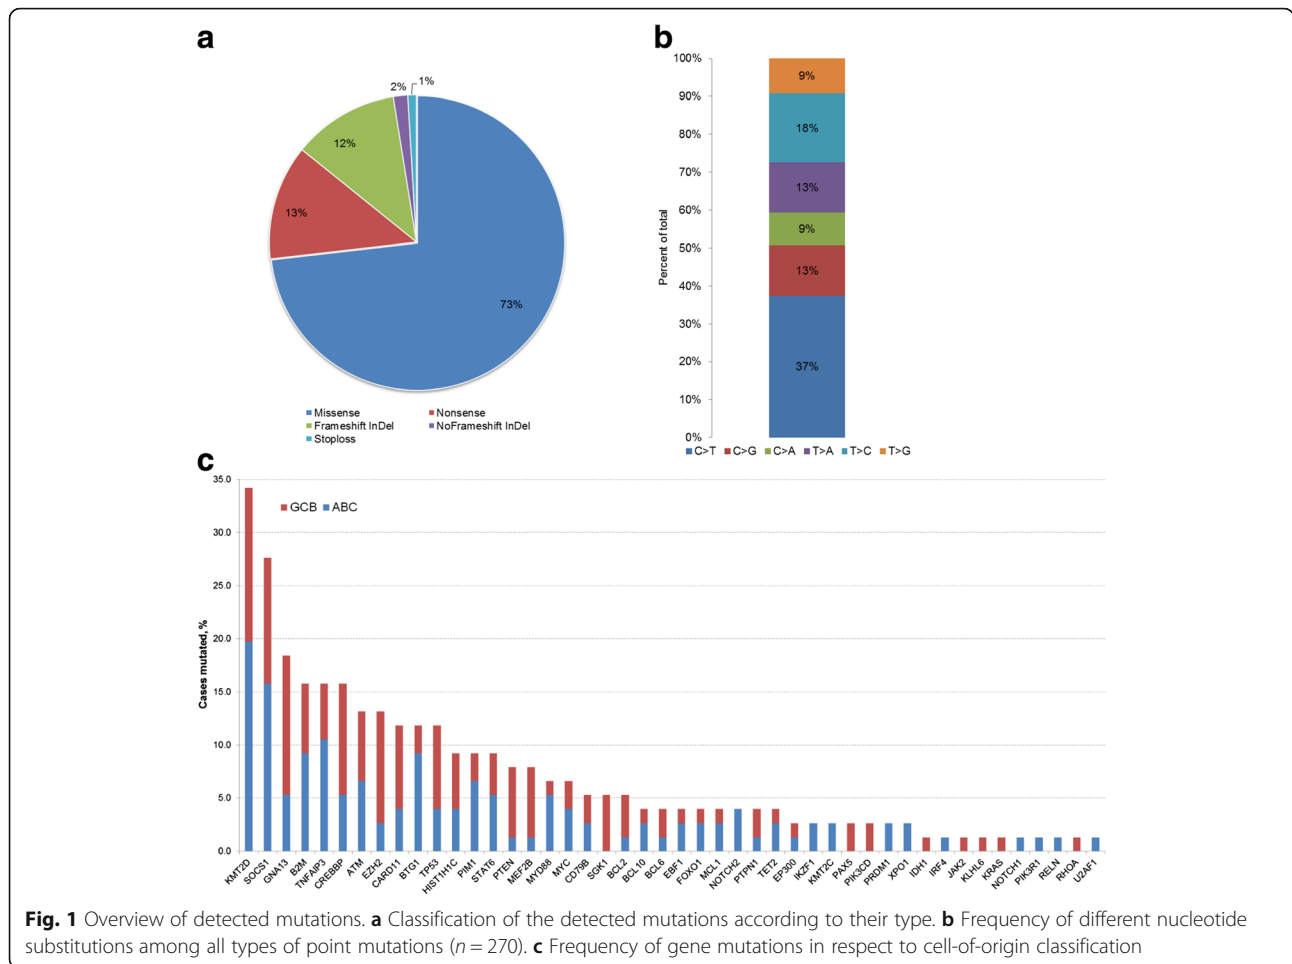 a
2%
1%
12%
13%
73%
Missense
Nonsense
Frameshift InDel
NoFrameshift InDel
Stoploss
b
Percent of total
100%
90%
80%
70%
60%
50%
40%
30%
20%
10%
0%
9%
18%
13%
9%
13%
37%
C>T C>G C>A T>A T>C T>G
c
Cases mutated, %
35.0
30.0
25.0
20.0
15.0
10.0
5.0
0.0
GCB ABC
KMT2D
SOCS1
GNA13
B2M
TNFAIP3
CREBBP
ATM
EZH2
CARD11
BTG1
TP53
HIST1H1C
PIM1
STAT6
PTEN
MEF2B
MYD88
MYC
CD79B
SGK1
BCL2
BCL10
BCL6
EBF1
FOXO1
MCL1
NOTCH2
PTPN1
TET2
EP300
IKZF1
KMT2C
PAX5
PIK3CD
PRDM1
XPO1
IDH1
IRF4
JAK2
KLHL6
KRAS
NOTCH1
PIK3R1
RELN
RHOA
U2AF1
Fig. 1 Overview of detected mutations. a Classification of the detected mutations according to their type. b Frequency of different nucleotide
substitutions among all types of point mutations (n = 270). c Frequency of gene mutations in respect to cell-of-origin classification